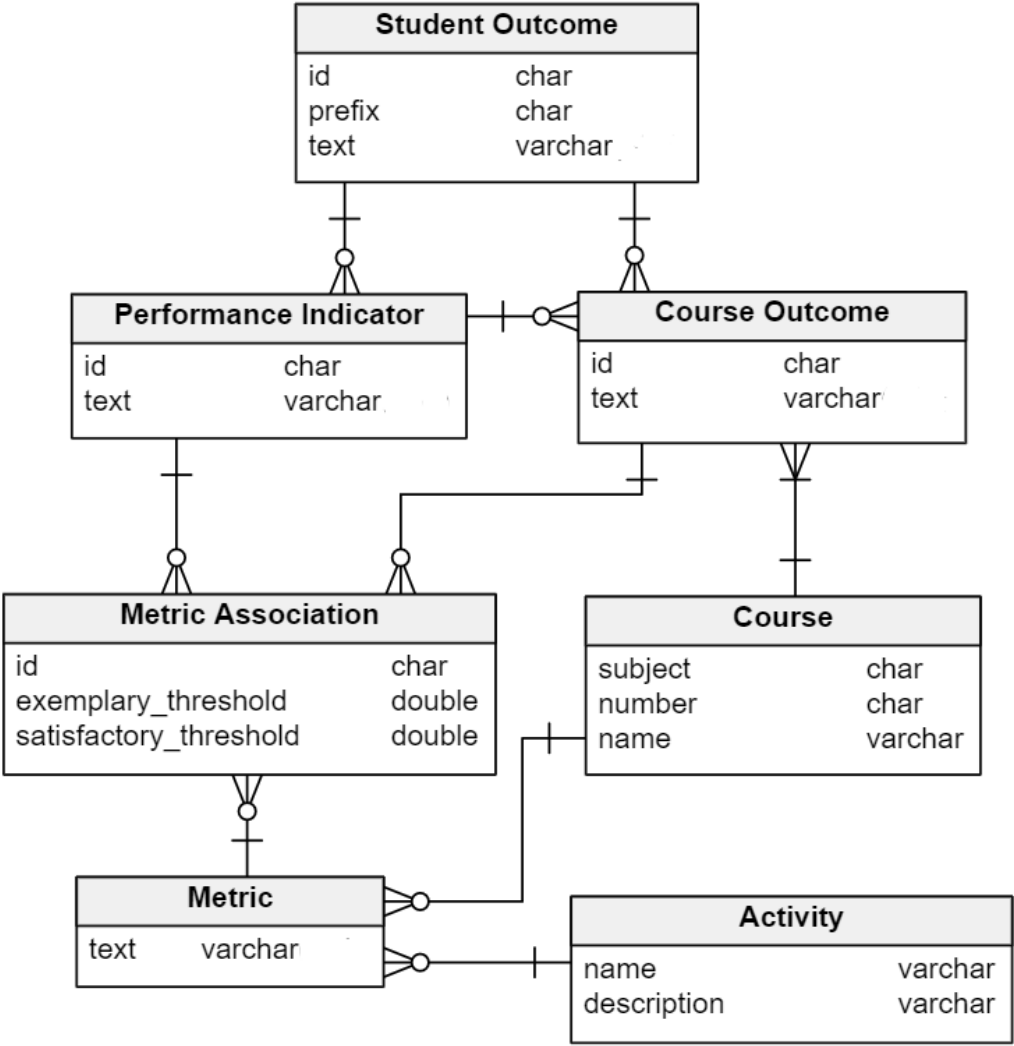 Student Outcome
id char
prefix char
text varchar
Performance Indicator
id char
text varchar
Course Outcome
id char
text varchar
Metric Association
id char
exemplary_threshold double
satisfactory_threshold double
Course
subject char
number char
name varchar
Metric
text varchar
Activity
name varchar
description varchar